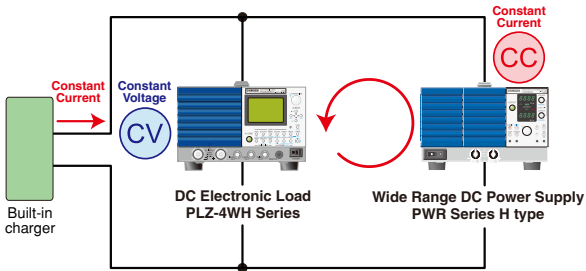 Constant
Current
CC
Constant
Current
Constant
Voltage
CV
DC Electronic Load
PLZ-4WH Series
Wide Range DC Power Supply
PWR Series H type
Built-in
charger